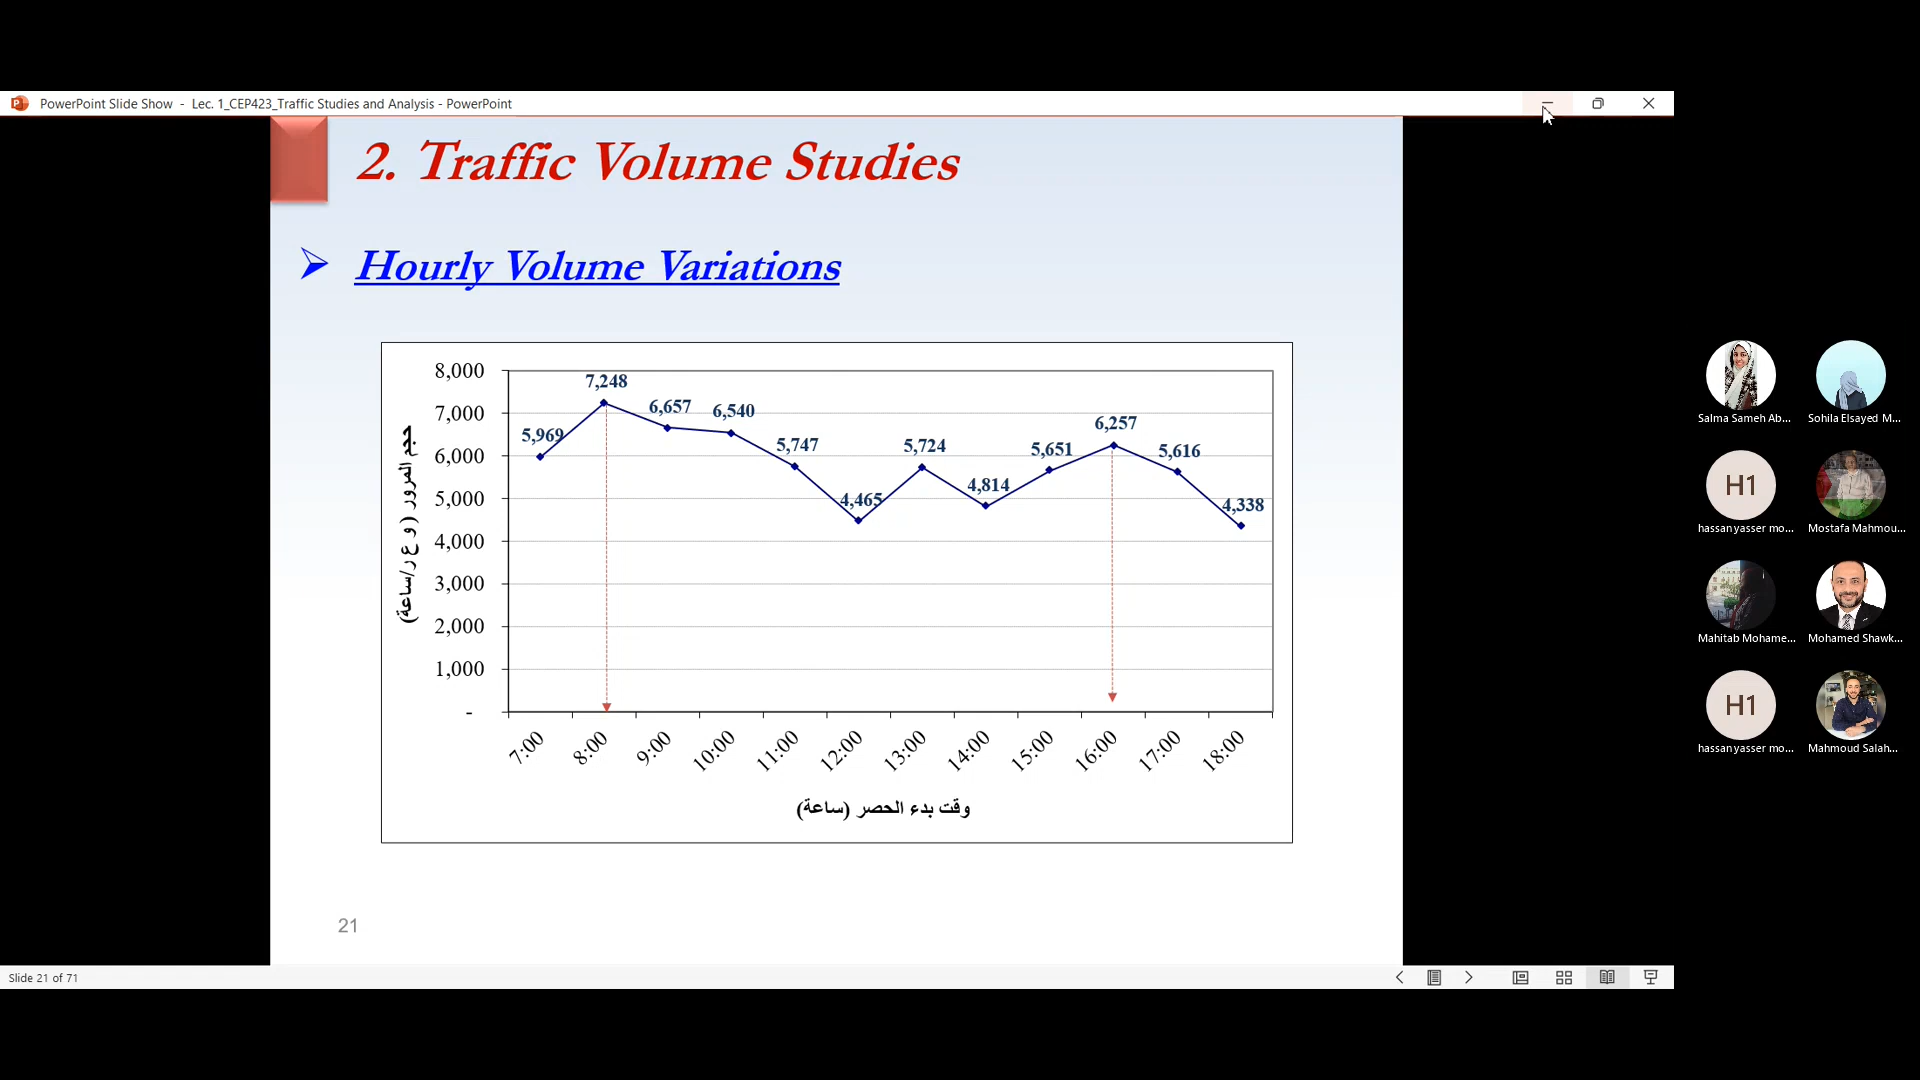 PowerPoint Slide Show - Lec. 1_CEP423_Traffic Studies and Analysis - PowerPoint
2. Traffic Volume Studies
Hourly Volume Variations
حجم المرور ( و ع ر/ساعة)
8,000
7,000
6,000
5,000
4,000
3,000
2,000
1,000
-
5,969
7,248
6,657
6,540
5,747
4,465
5,724
4,814
5,651
6,257
5,616
4,338
7:00
8:00
9:00
10:00
11:00
12:00
13:00
14:00
15:00
16:00
17:00
18:00
وقت بدء الحصر (ساعة)
21
Slide 21 of 71
Salma Sameh Ab...
Sohila Elsayed M...
H1
hassan yasser mo...
Mostafa Mahmou...
Mahitab Mohame...
Mohamed Shawk...
H1
hassan yasser mo...
Mahmoud Salah...